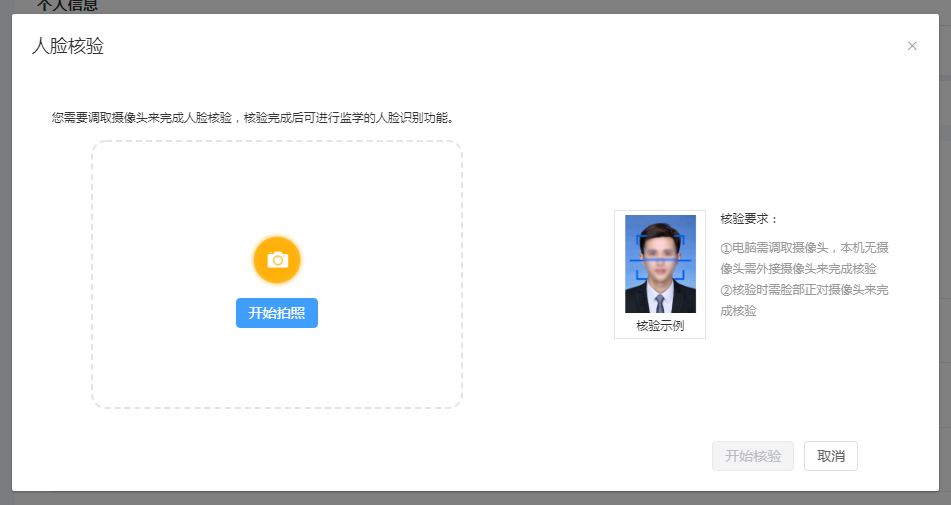 个人信息
人脸核验
您需要调取摄像头来完成人脸核验，核验完成后可进行监学的人脸识别功能。
开始拍照
核验示例
核验要求：
①电脑需调取摄像头，本机无摄
像头需外接摄像头来完成核验
②核验时需脸部正对摄像头来完
成核验
开始核验
取消